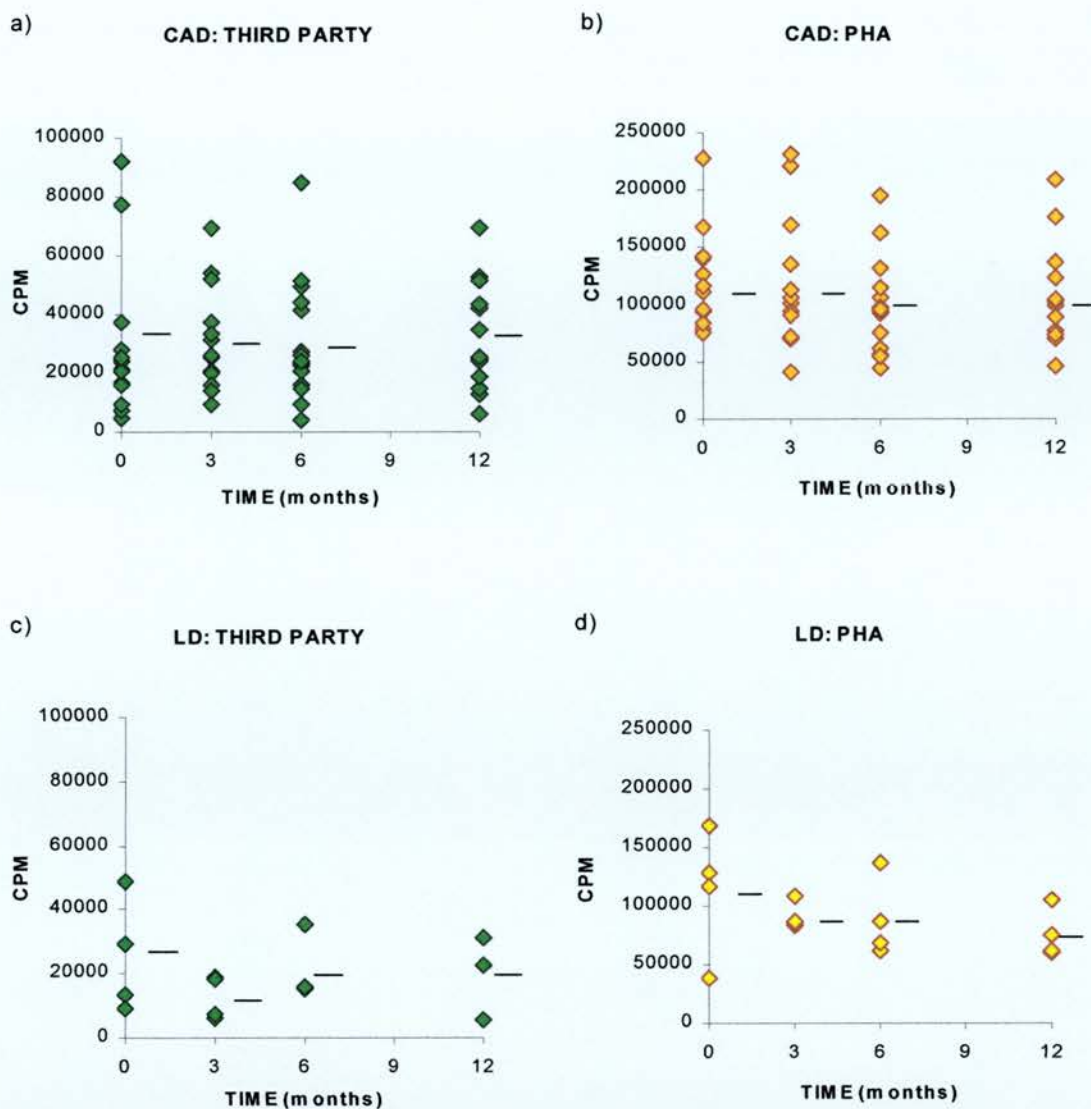 a)
CAD: THIRD PARTY
100000
80000
60000
40000
20000
0
CPM
0 3 6 9 12
TIME (months)
b)
CAD: PHA
250000
200000
150000
100000
50000
0
CPM
0 3 6 9 12
TIME (months)
c)
LD: THIRD PARTY
100000
80000
60000
40000
20000
0
CPM
0 3 6 9 12
TIME (months)
d)
LD: PHA
250000
200000
150000
100000
50000
0
CPM
0 3 6 9 12
TIME (months)